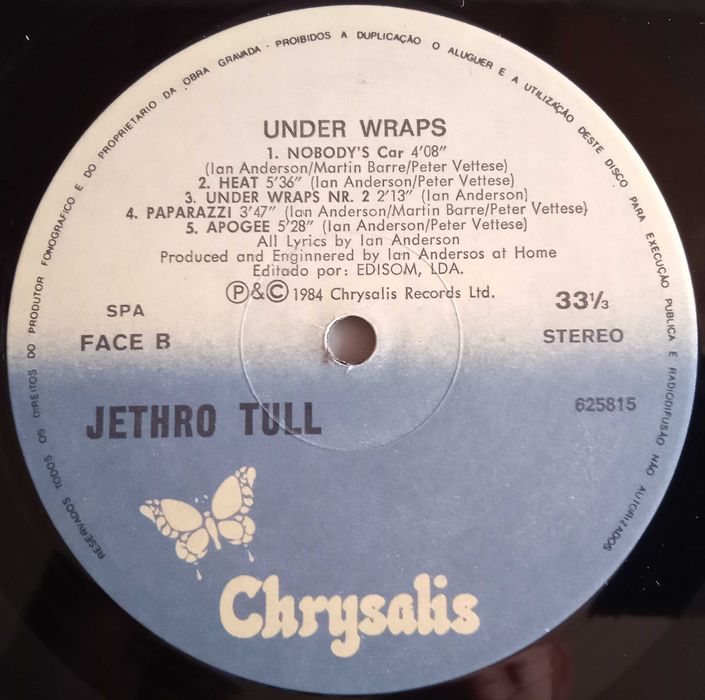 RESERVADOS TODOS OS DIREITOS DO PRODUTOR FONOGRAFICO E DO PROPRIETARIO DA OBRA GRAVADA - PROIBIDOS A DUPLICAÇÃO O ALUGUER E A UTILIZAÇÃO DESTE DISCO PARA EXECUÇÃO PUBLICA E RADIODIFUSÃO NÃO AUTORIZADOS
UNDER WRAPS
1. NOBODY'S Car 4'08"
(Ian Anderson/Martin Barre/Peter Vettese)
2. HEAT 5'36" (Ian Anderson/Peter Vettese)
3. UNDER WRAPS NR. 2 2'13" (Ian Anderson)
4. PAPARAZZI 3'47" (Ian Anderson/Martin Barre/Peter Vettese)
5. APOGEE 5'28" (Ian Anderson/Peter Vettese)
All Lyrics by Ian Anderson
Produced and Enginnered by Ian Andersos at Home
Editado por: EDISOM, LDA.
Ⓟ&© 1984 Chrysalis Records Ltd.
SPA
FACE B
33⅓
STEREO
JETHRO TULL
625815
Chrysalis